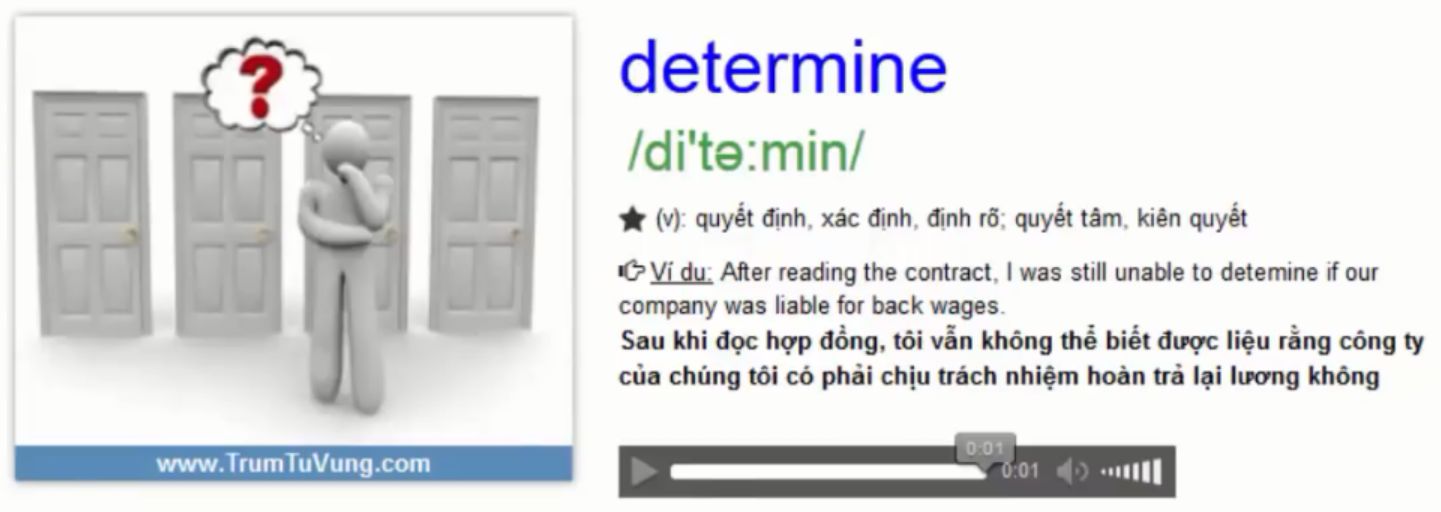 ?
www.TrumTuVung.com
determine
/di'tə:min/
★ (v): quyết định, xác định, định rõ; quyết tâm, kiên quyết
Ví du: After reading the contract, I was still unable to detemine if our
company was liable for back wages.
Sau khi đọc hợp đồng, tôi vẫn không thể biết được liệu rằng công ty
của chúng tôi có phải chịu trách nhiệm hoàn trả lại lương không
0:01
0:01